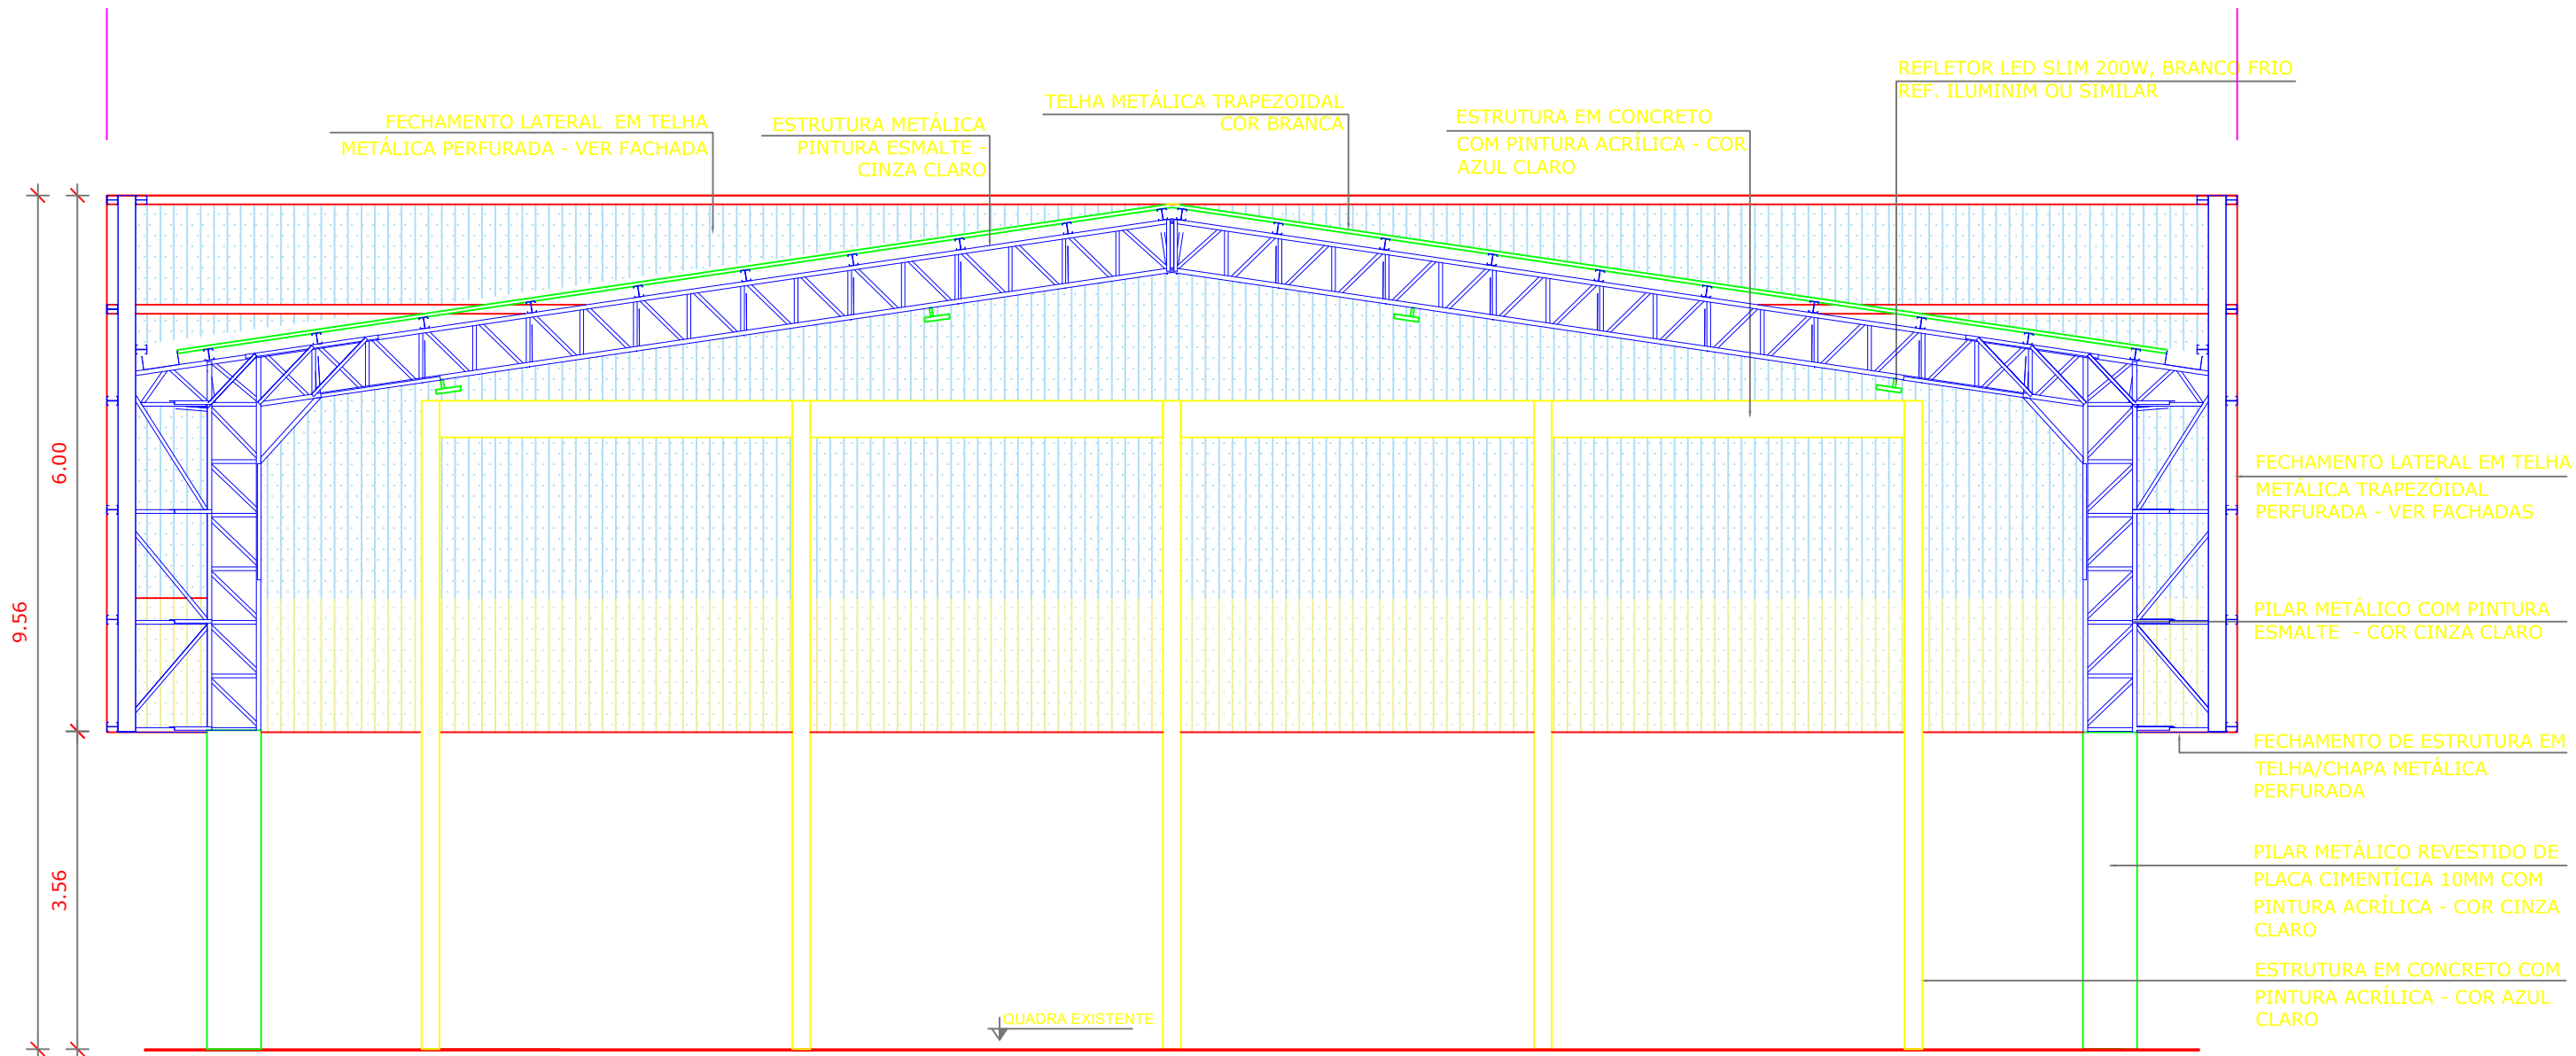 REFLETOR LED SLIM 200W, BRANCO FRIO
REF. ILUMINIM OU SIMILAR
TELHA METÁLICA TRAPEZOIDAL
COR BRANCA
ESTRUTURA EM CONCRETO
COM PINTURA ACRÍLICA - COR
AZUL CLARO
FECHAMENTO LATERAL  EM TELHA
METÁLICA PERFURADA - VER FACHADA
ESTRUTURA METÁLICA
PINTURA ESMALTE -
CINZA CLARO
6.00
9.56
3.56
FECHAMENTO LATERAL EM TELHA
METÁLICA TRAPEZÓIDAL
PERFURADA - VER FACHADAS
PILAR METÁLICO COM PINTURA
ESMALTE  - COR CINZA CLARO
FECHAMENTO DE ESTRUTURA EM
TELHA/CHAPA METÁLICA
PERFURADA
PILAR METÁLICO REVESTIDO DE
PLACA CIMENTÍCIA 10MM COM
PINTURA ACRÍLICA - COR CINZA
CLARO
ESTRUTURA EM CONCRETO COM
PINTURA ACRÍLICA - COR AZUL
CLARO
QUADRA EXISTENTE